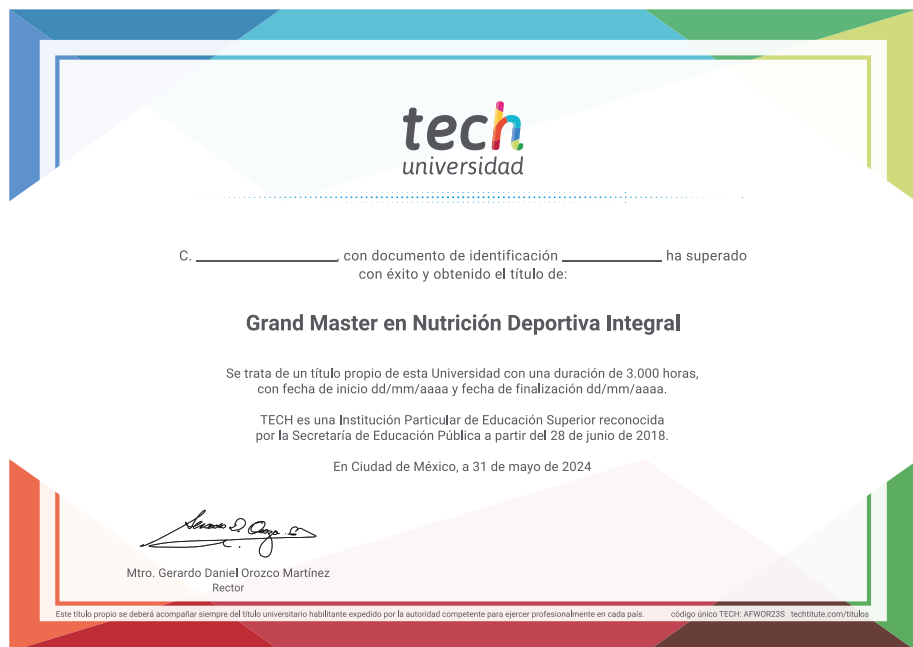 tech
universidad
C. ____________________, con documento de identificación ______________ ha superado
con éxito y obtenido el título de:
Grand Master en Nutrición Deportiva Integral
Se trata de un título propio de esta Universidad con una duración de 3.000 horas,
con fecha de inicio dd/mm/aaaa y fecha de finalización dd/mm/aaaa.
TECH es una Institución Particular de Educación Superior reconocida
por la Secretaría de Educación Pública a partir del 28 de junio de 2018.
En Ciudad de México, a 31 de mayo de 2024
Mtro. Gerardo Daniel Orozco Martínez
Rector
Este título propio se deberá acompañar siempre del título universitario habilitante expedido por la autoridad competente para ejercer profesionalmente en cada país. código único TECH: AFWOR23S techtitute.com/titulos